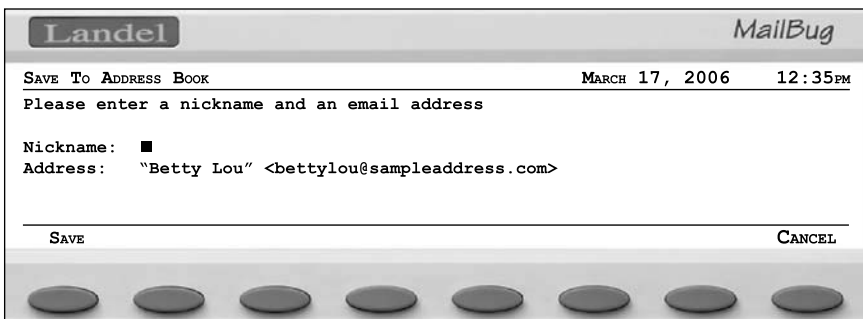 Landel
MailBug
Save To Address Book March 17, 2006 12:35pm
Please enter a nickname and an email address
Nickname:
Address: “Betty Lou” <bettylou@sampleaddress.com>
Save Cancel